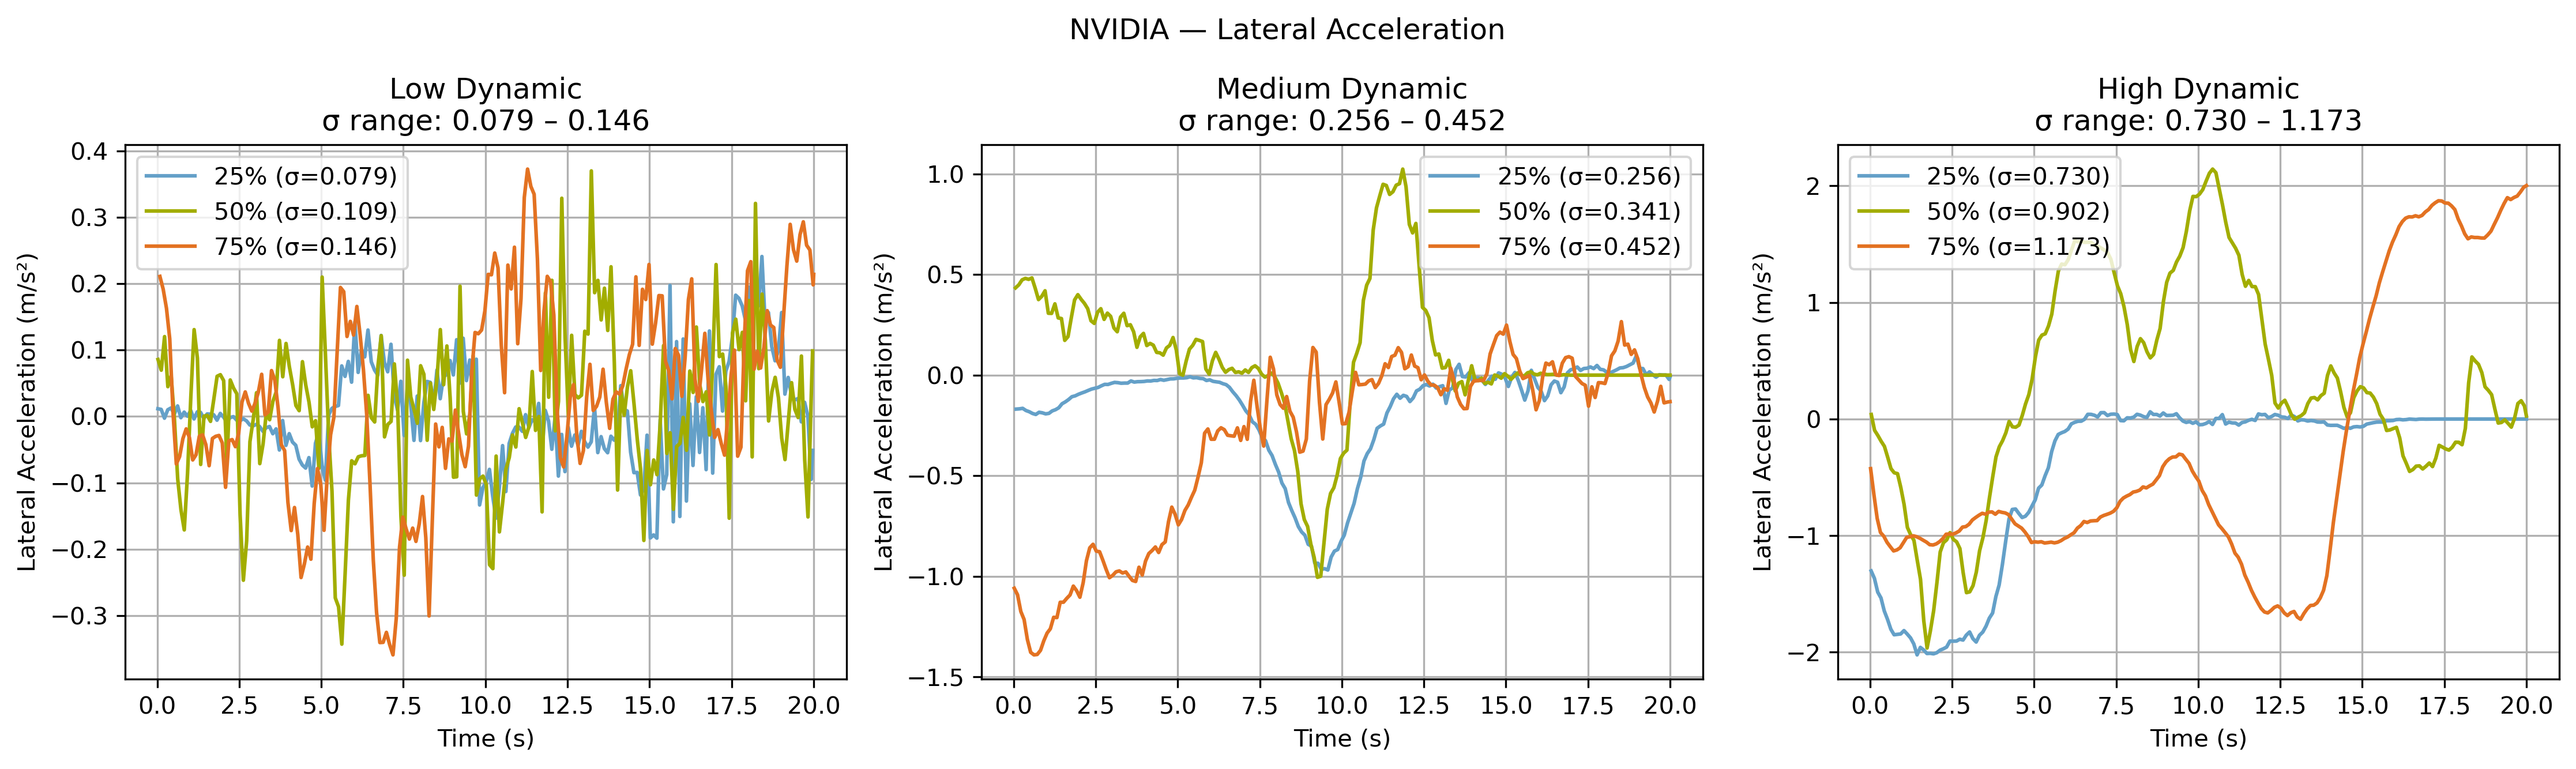 NVIDIA — Lateral Acceleration
Low Dynamic
σ range: 0.079 – 0.146
Lateral Acceleration (m/s²)
0.4
0.3
0.2
0.1
0.0
−0.1
−0.2
−0.3
25% (σ=0.079)
50% (σ=0.109)
75% (σ=0.146)
0.0 2.5 5.0 7.5 10.0 12.5 15.0 17.5 20.0
Time (s)
Medium Dynamic
σ range: 0.256 – 0.452
Lateral Acceleration (m/s²)
1.0
0.5
0.0
−0.5
−1.0
−1.5
25% (σ=0.256)
50% (σ=0.341)
75% (σ=0.452)
0.0 2.5 5.0 7.5 10.0 12.5 15.0 17.5 20.0
Time (s)
High Dynamic
σ range: 0.730 – 1.173
Lateral Acceleration (m/s²)
2
1
0
−1
−2
25% (σ=0.730)
50% (σ=0.902)
75% (σ=1.173)
0.0 2.5 5.0 7.5 10.0 12.5 15.0 17.5 20.0
Time (s)